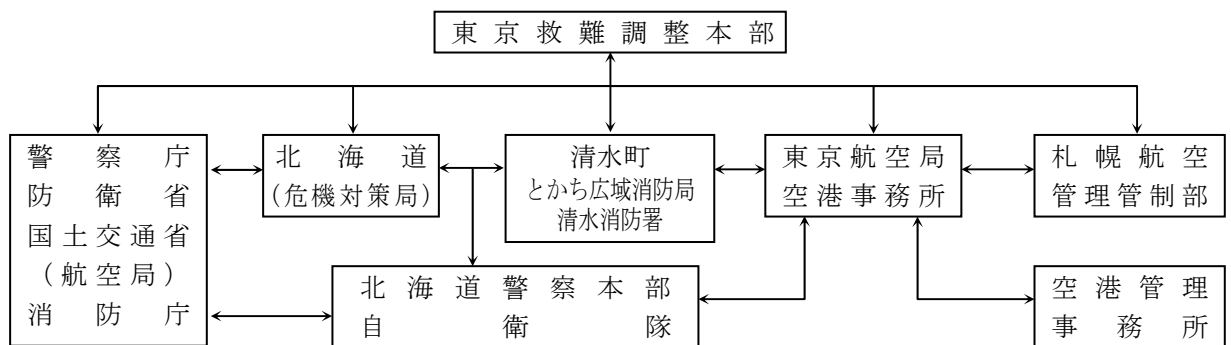 東京救難調整本部
警察庁
防衛省
国土交通省
(航空局)
消防庁
北海道
(危機対策局)
清水町
とかち広域消防局
清水消防署
東京航空局
空港事務所
札幌航空
管理管制部
北海道警察本部
自衛隊
空港管理
事務所